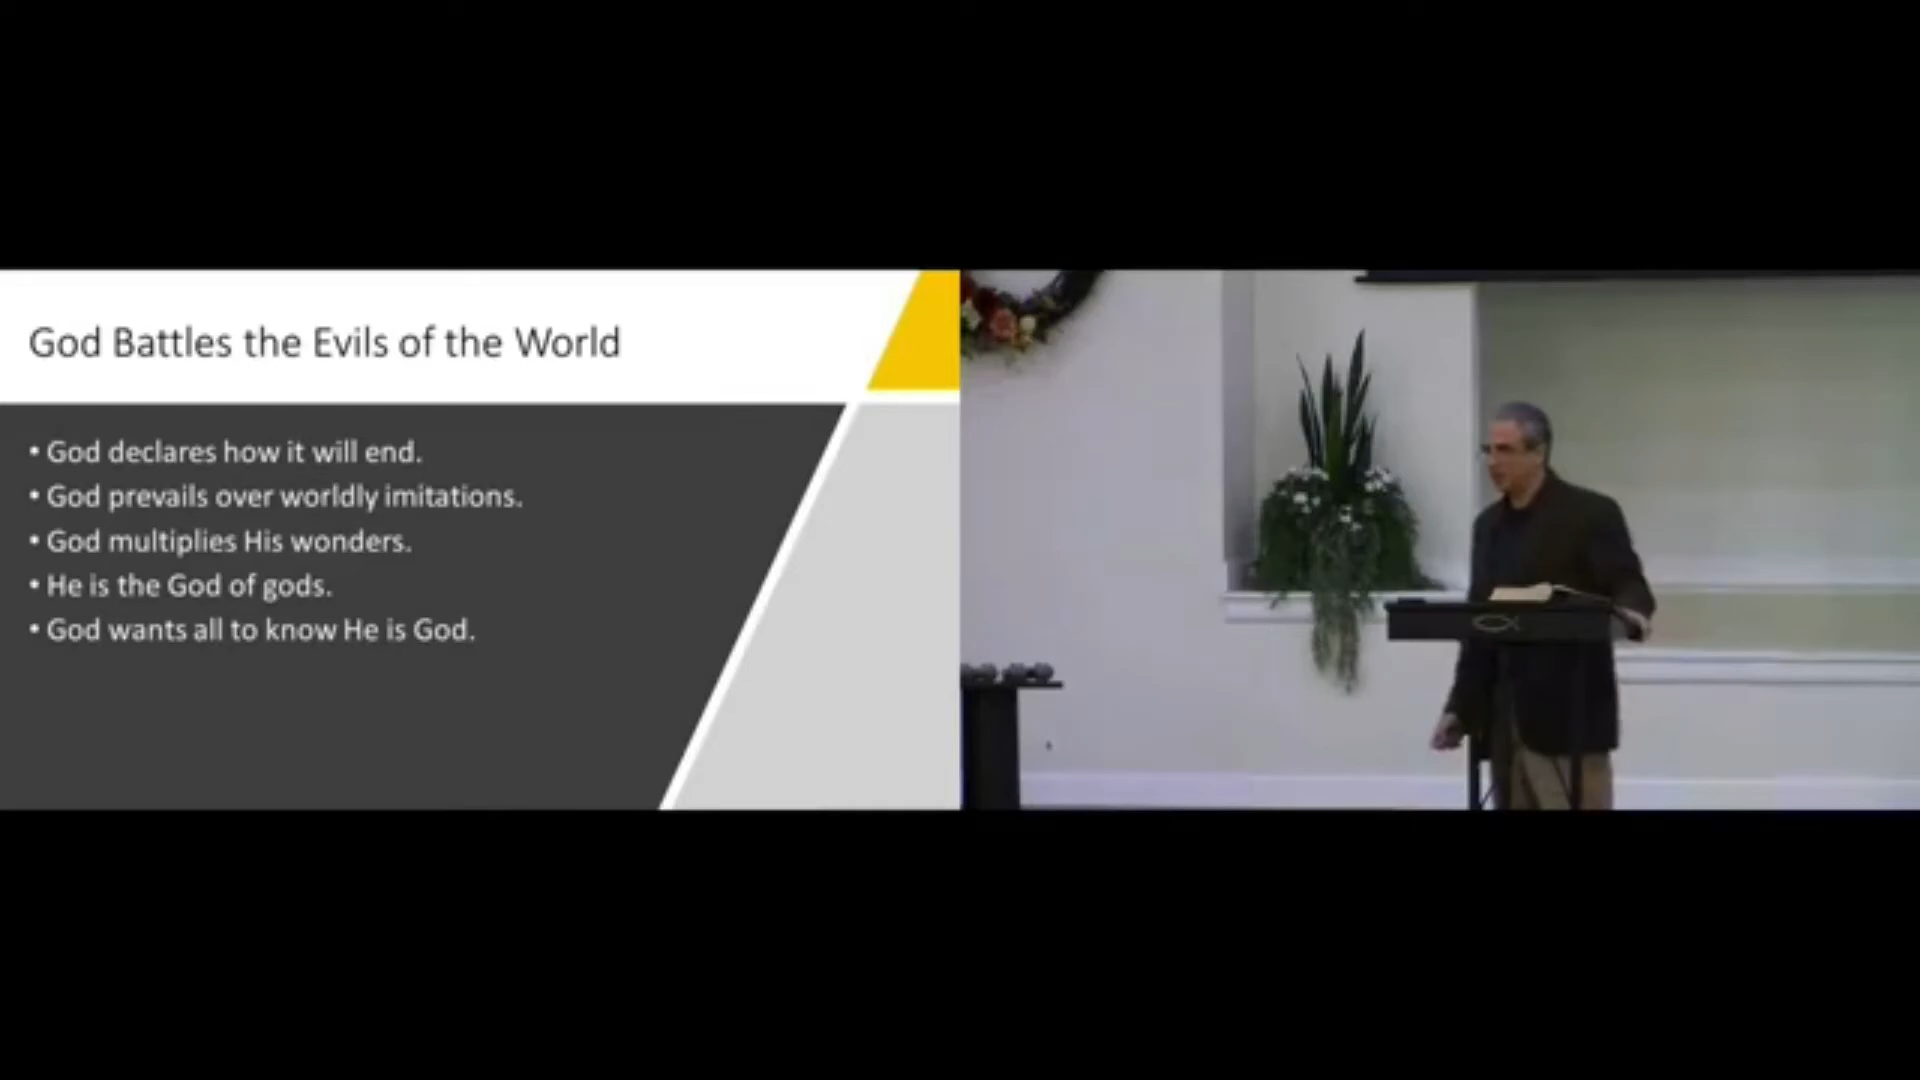 God Battles the Evils of the World
• God declares how it will end.
• God prevails over worldly imitations.
• God multiplies His wonders.
• He is the God of gods.
• God wants all to know He is God.